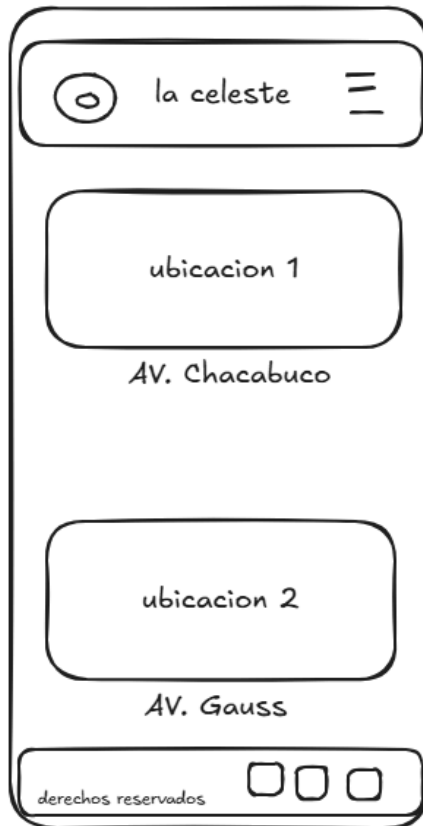 la celeste
ubicacion 1
AV. Chacabuco
ubicacion 2
AV. Gauss
derechos reservados